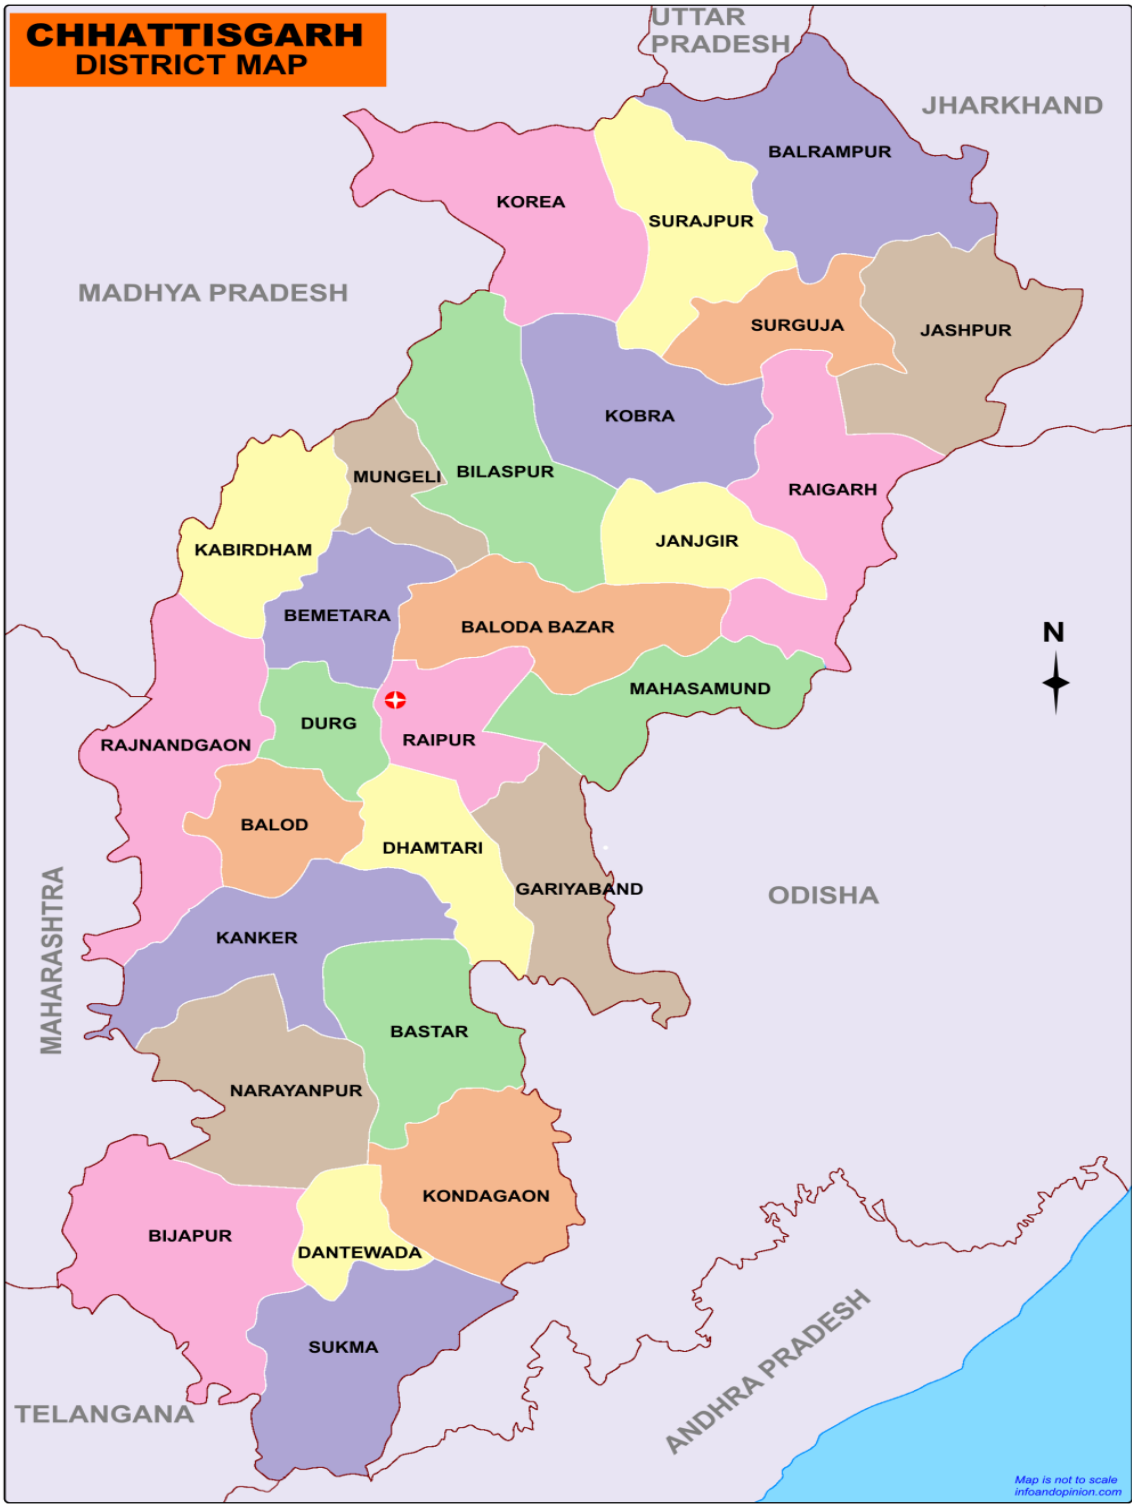 CHHATTISGARH
DISTRICT MAP
UTTAR
PRADESH
JHARKHAND
BALRAMPUR
KOREA
SURAJPUR
MADHYA PRADESH
SURGUJA
JASHPUR
KOBRA
BILASPUR
MUNGELI
RAIGARH
JANJGIR
KABIRDHAM
BEMETARA
BALODA BAZAR
N
MAHASAMUND
DURG
RAIPUR
RAJNANDGAON
BALOD
DHAMTARI
GARIYABAND
ODISHA
MAHARASHTRA
KANKER
BASTAR
NARAYANPUR
KONDAGAON
BIJAPUR
DANTEWADA
SUKMA
ANDHRA PRADESH
TELANGANA
Map is not to scale
infoandopinion.com